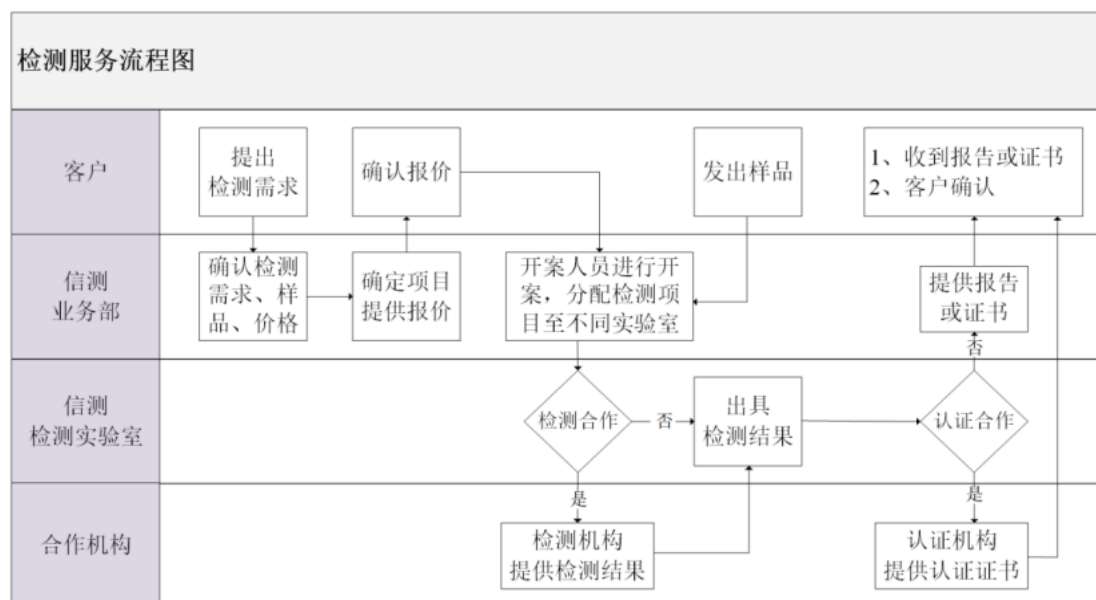 检测服务流程图
客户
提出
检测需求
确认报价
发出样品
1、收到报告或证书
2、客户确认
信测
业务部
确认检测
需求、样
品、价格
确定项目
提供报价
开案人员进行开
案，分配检测项
目至不同实验室
提供报告
或证书
否
信测
检测实验室
检测合作
否
出具
检测结果
认证合作
是
是
合作机构
检测机构
提供检测结果
认证机构
提供认证证书